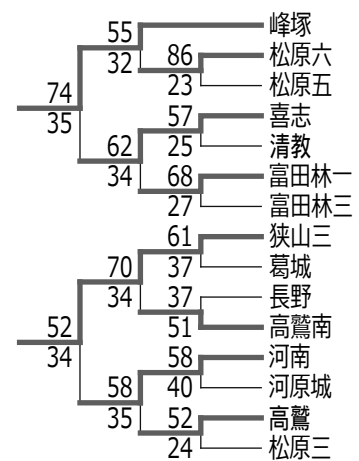 55 峰塚
32 86 松原六
23 松原五
74
35 57 喜志
62 25 清教
34 68 富田林一
27 富田林三
61 狭山三
70 37 葛城
34 37 長野
51 高鷲南
52
34 58 河南
58 40 河原城
35 52 高鷲
24 松原三